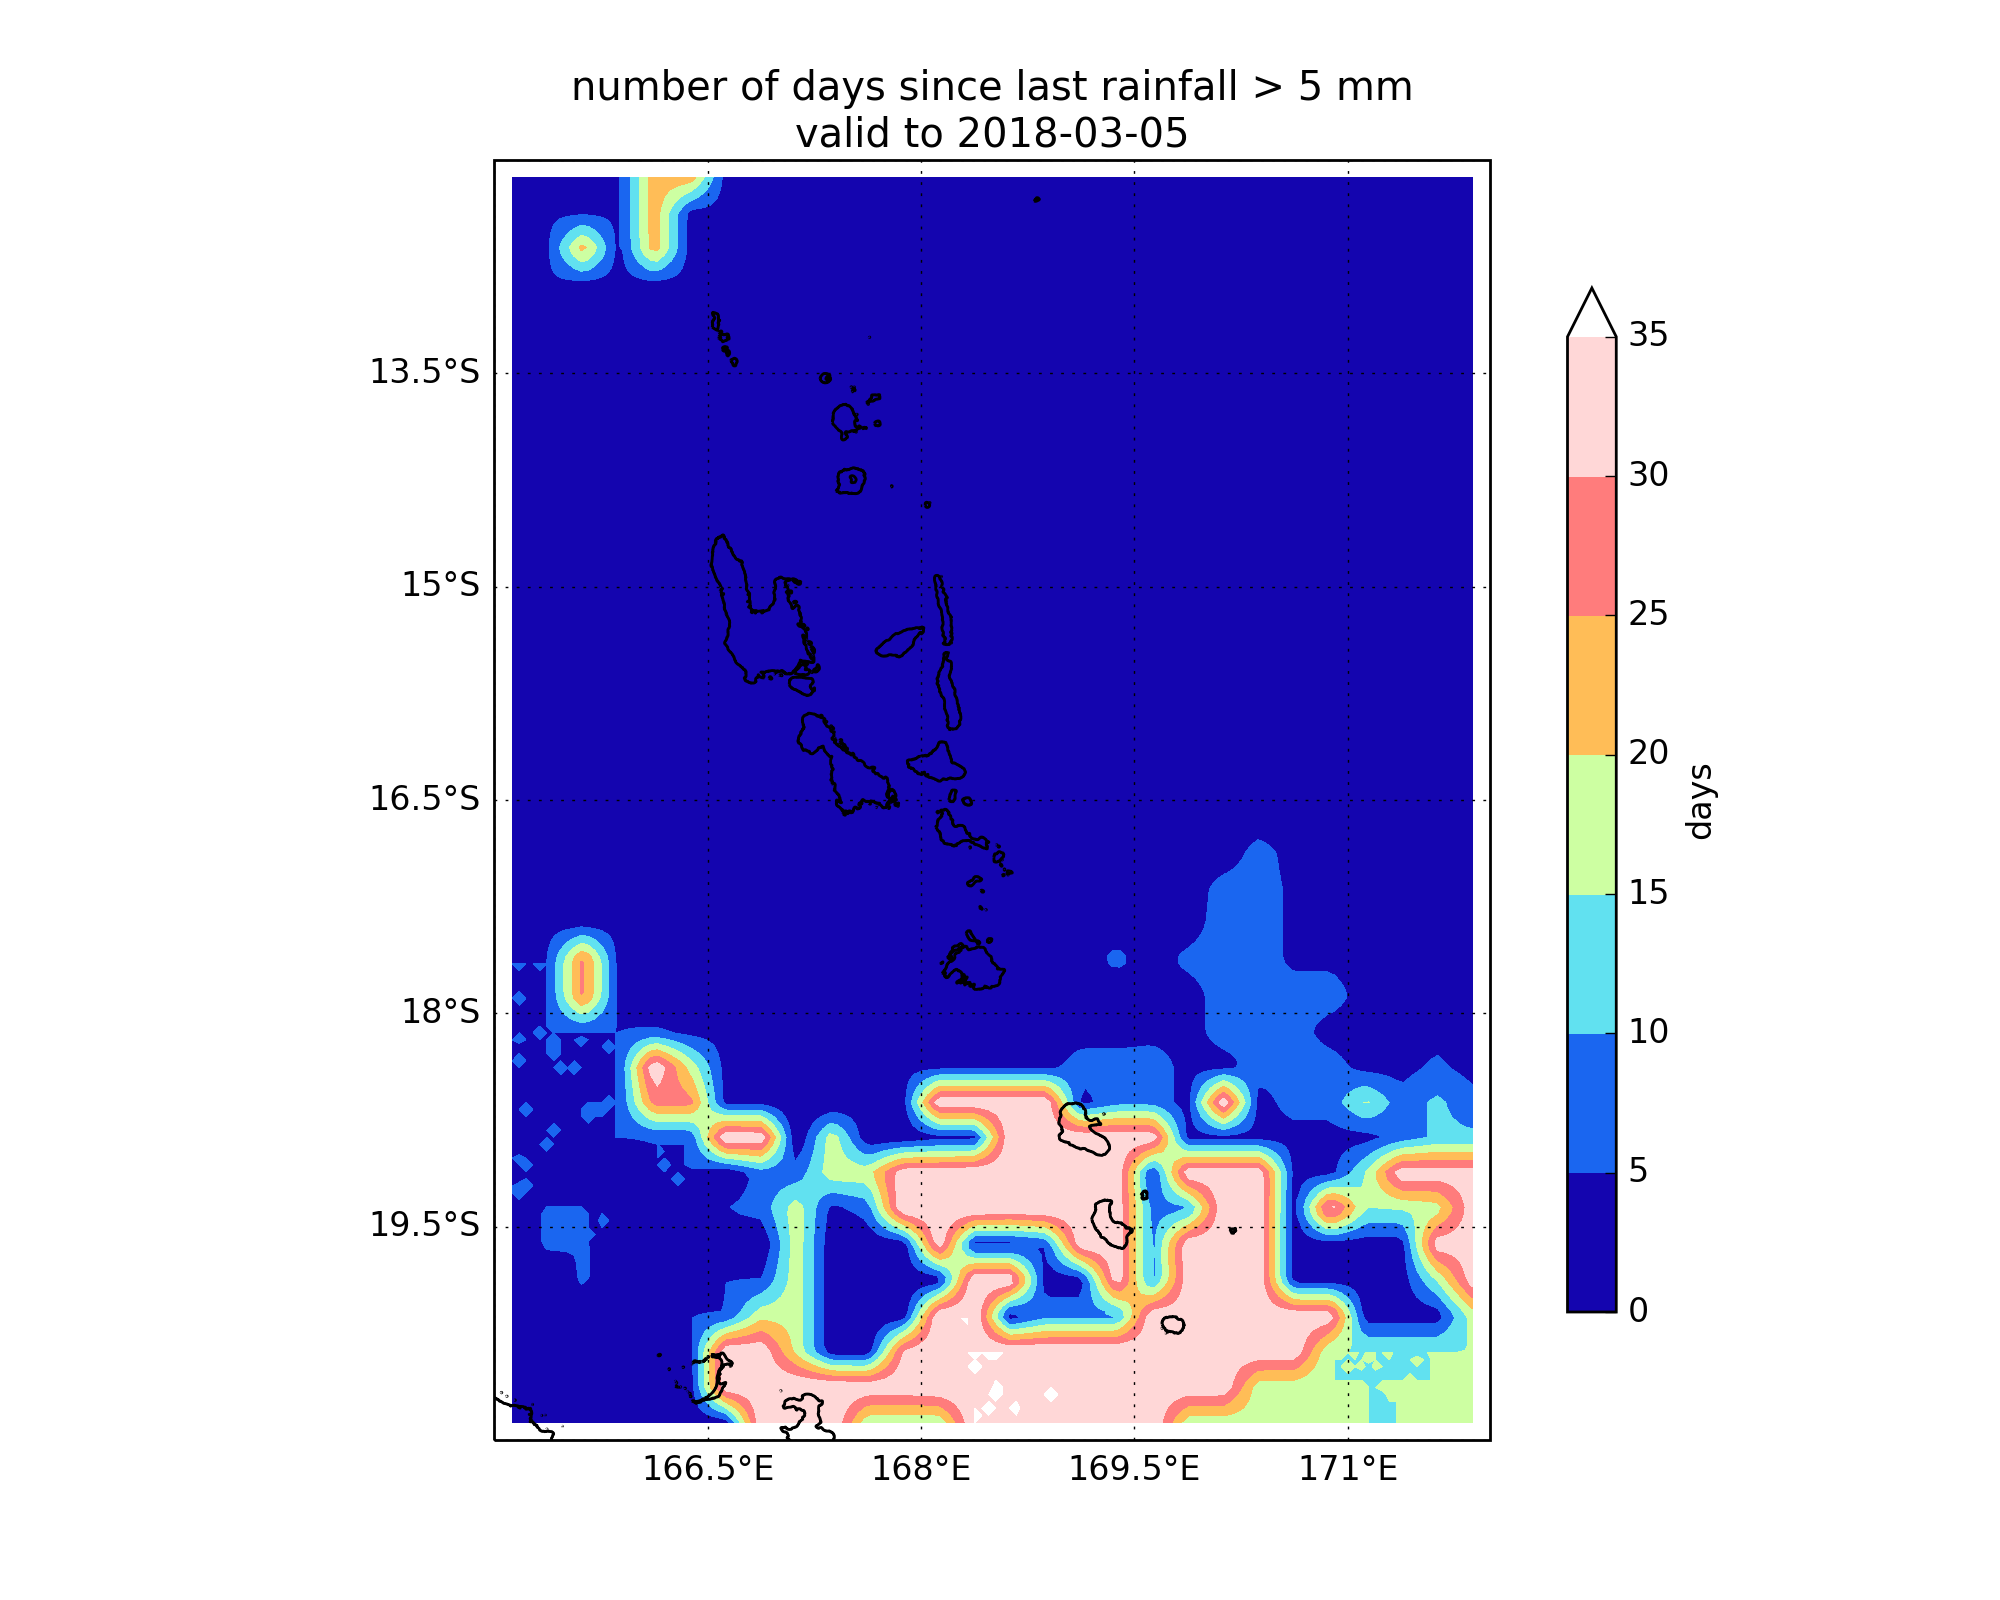 number of days since last rainfall > 5 mm
valid to 2018-03-05
13.5°S
15°S
16.5°S
18°S
19.5°S
166.5°E
168°E
169.5°E
171°E
35
30
25
20
15
10
5
0
days